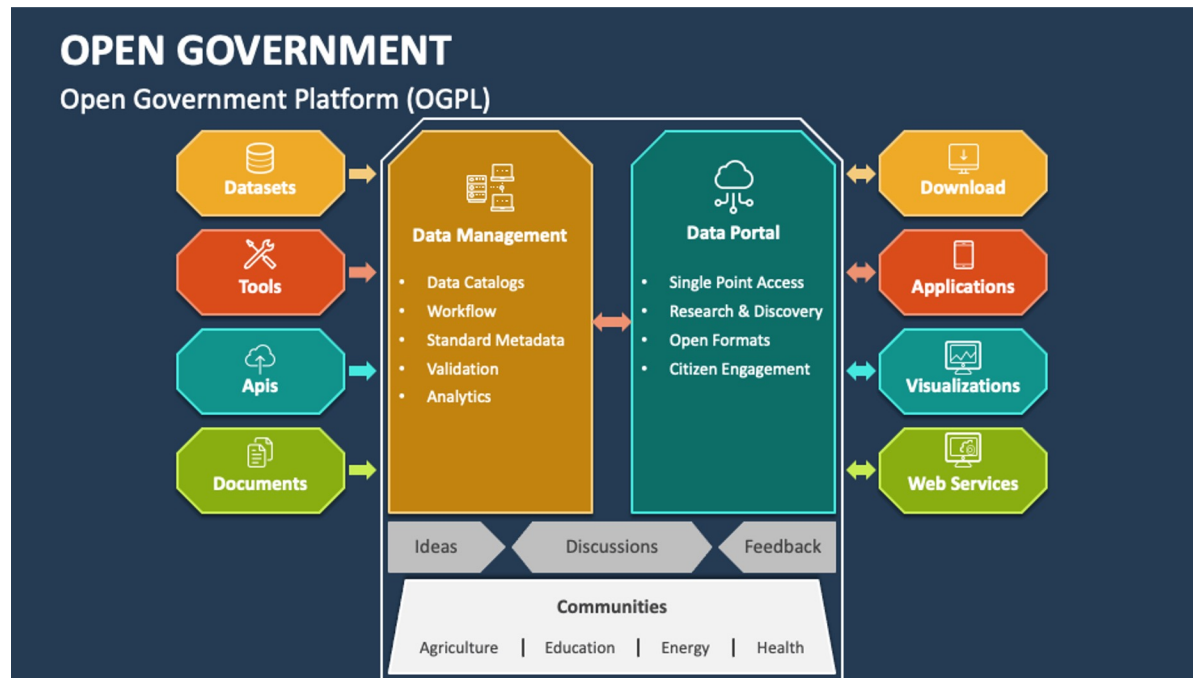 OPEN GOVERNMENT
Open Government Platform (OGPL)
Datasets
Tools
Apis
Documents
Data Management
• Data Catalogs
• Workflow
• Standard Metadata
• Validation
• Analytics
Data Portal
• Single Point Access
• Research & Discovery
• Open Formats
• Citizen Engagement
Download
Applications
Visualizations
Web Services
Ideas
Discussions
Feedback
Communities
Agriculture | Education | Energy | Health